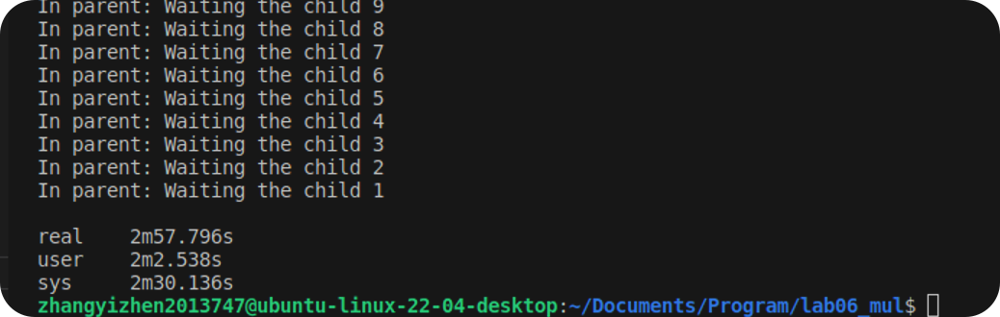 In parent: Waiting the child 9
In parent: Waiting the child 8
In parent: Waiting the child 7
In parent: Waiting the child 6
In parent: Waiting the child 5
In parent: Waiting the child 4
In parent: Waiting the child 3
In parent: Waiting the child 2
In parent: Waiting the child 1
real    2m57.796s
user    2m2.538s
sys     2m30.136s
zhangyizhen2013747@ubuntu-linux-22-04-desktop:~/Documents/Program/lab06_mul$